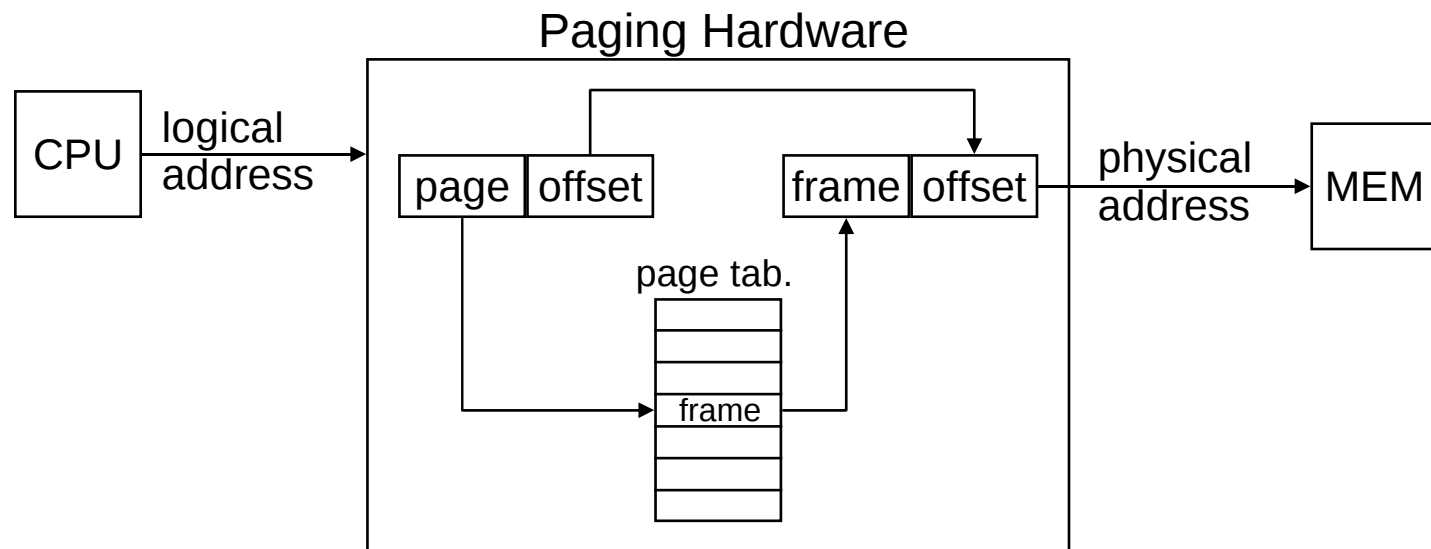 Paging Hardware
CPU
logical
address
page
offset
frame
offset
physical
address
MEM
page tab.
frame